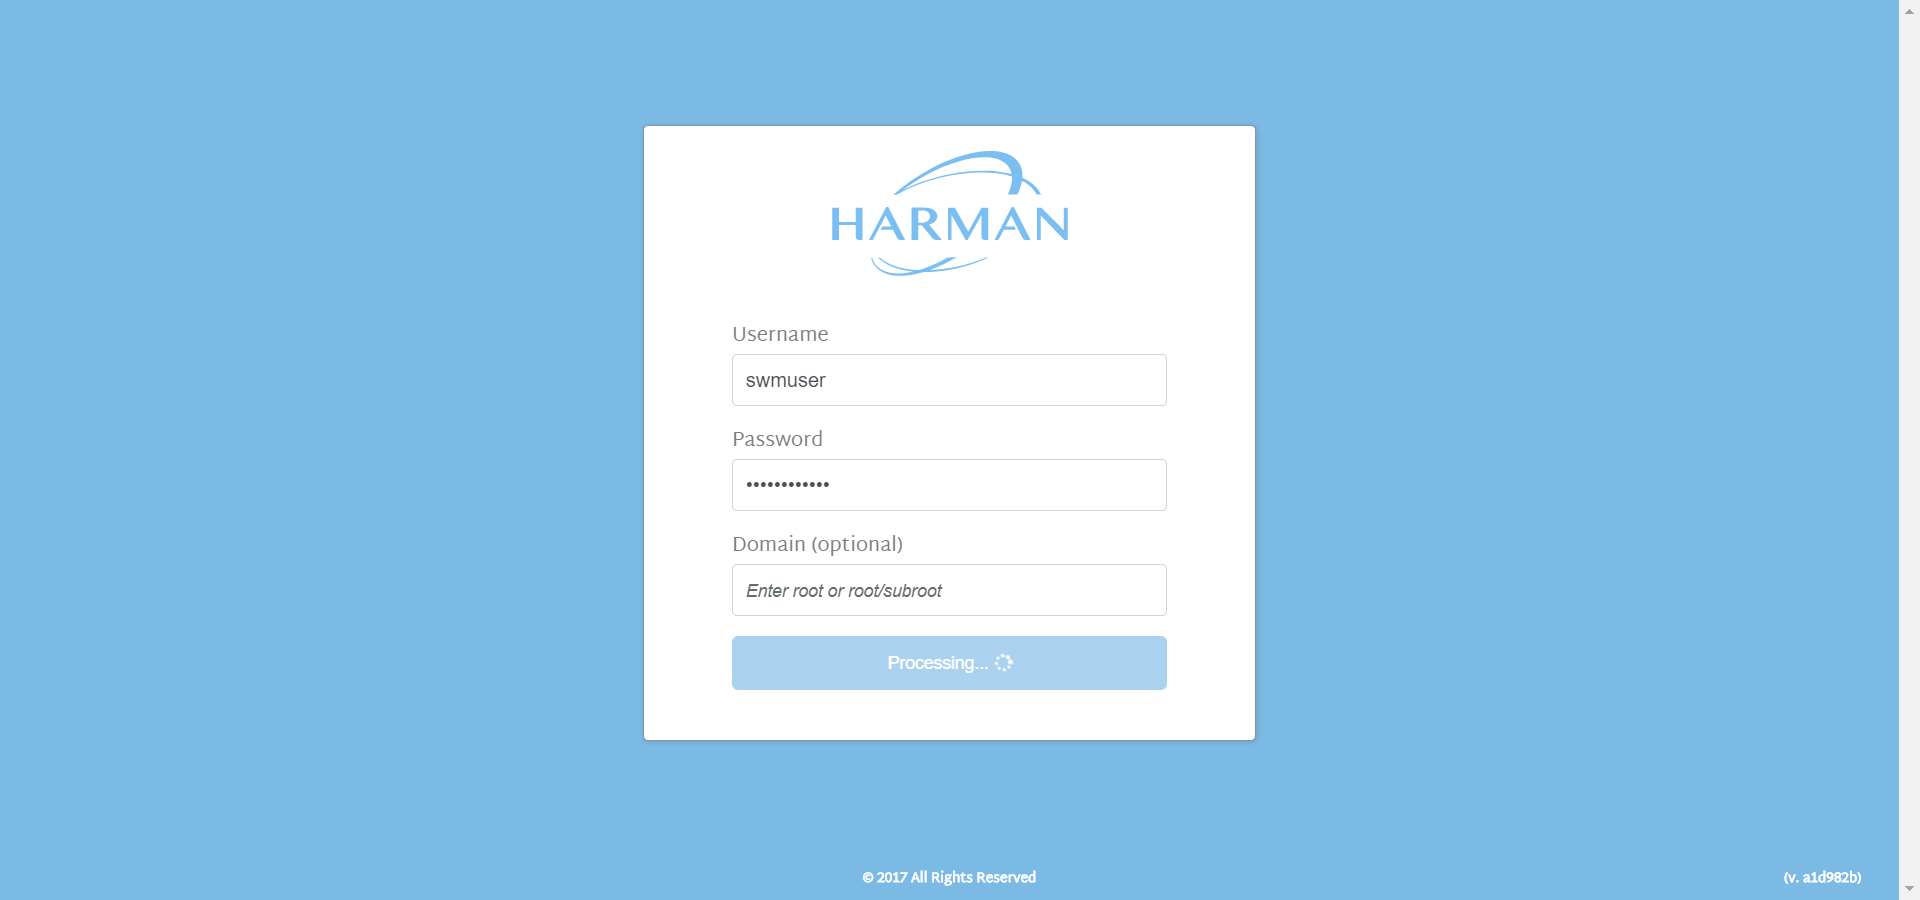 HARMAN
Username
swmuser
Password
••••••••••••
Domain (optional)
Enter root or root/subroot
Processing...
© 2017 All Rights Reserved
(v. a1d982b)